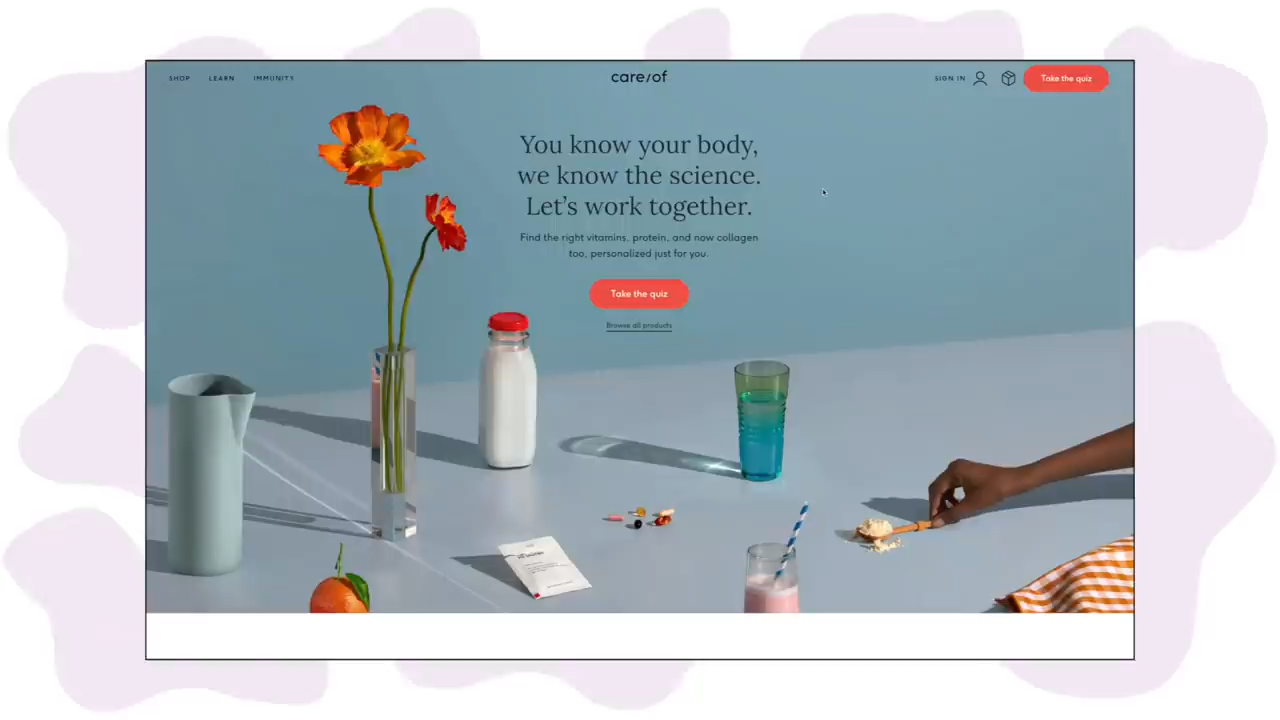 SHOP LEARN IMMUNITY care/of SIGN IN Take the quiz
You know your body,
we know the science.
Let's work together.
Find the right vitamins, protein, and now collagen
too, personalized just for you.
Take the quiz
Browse all products